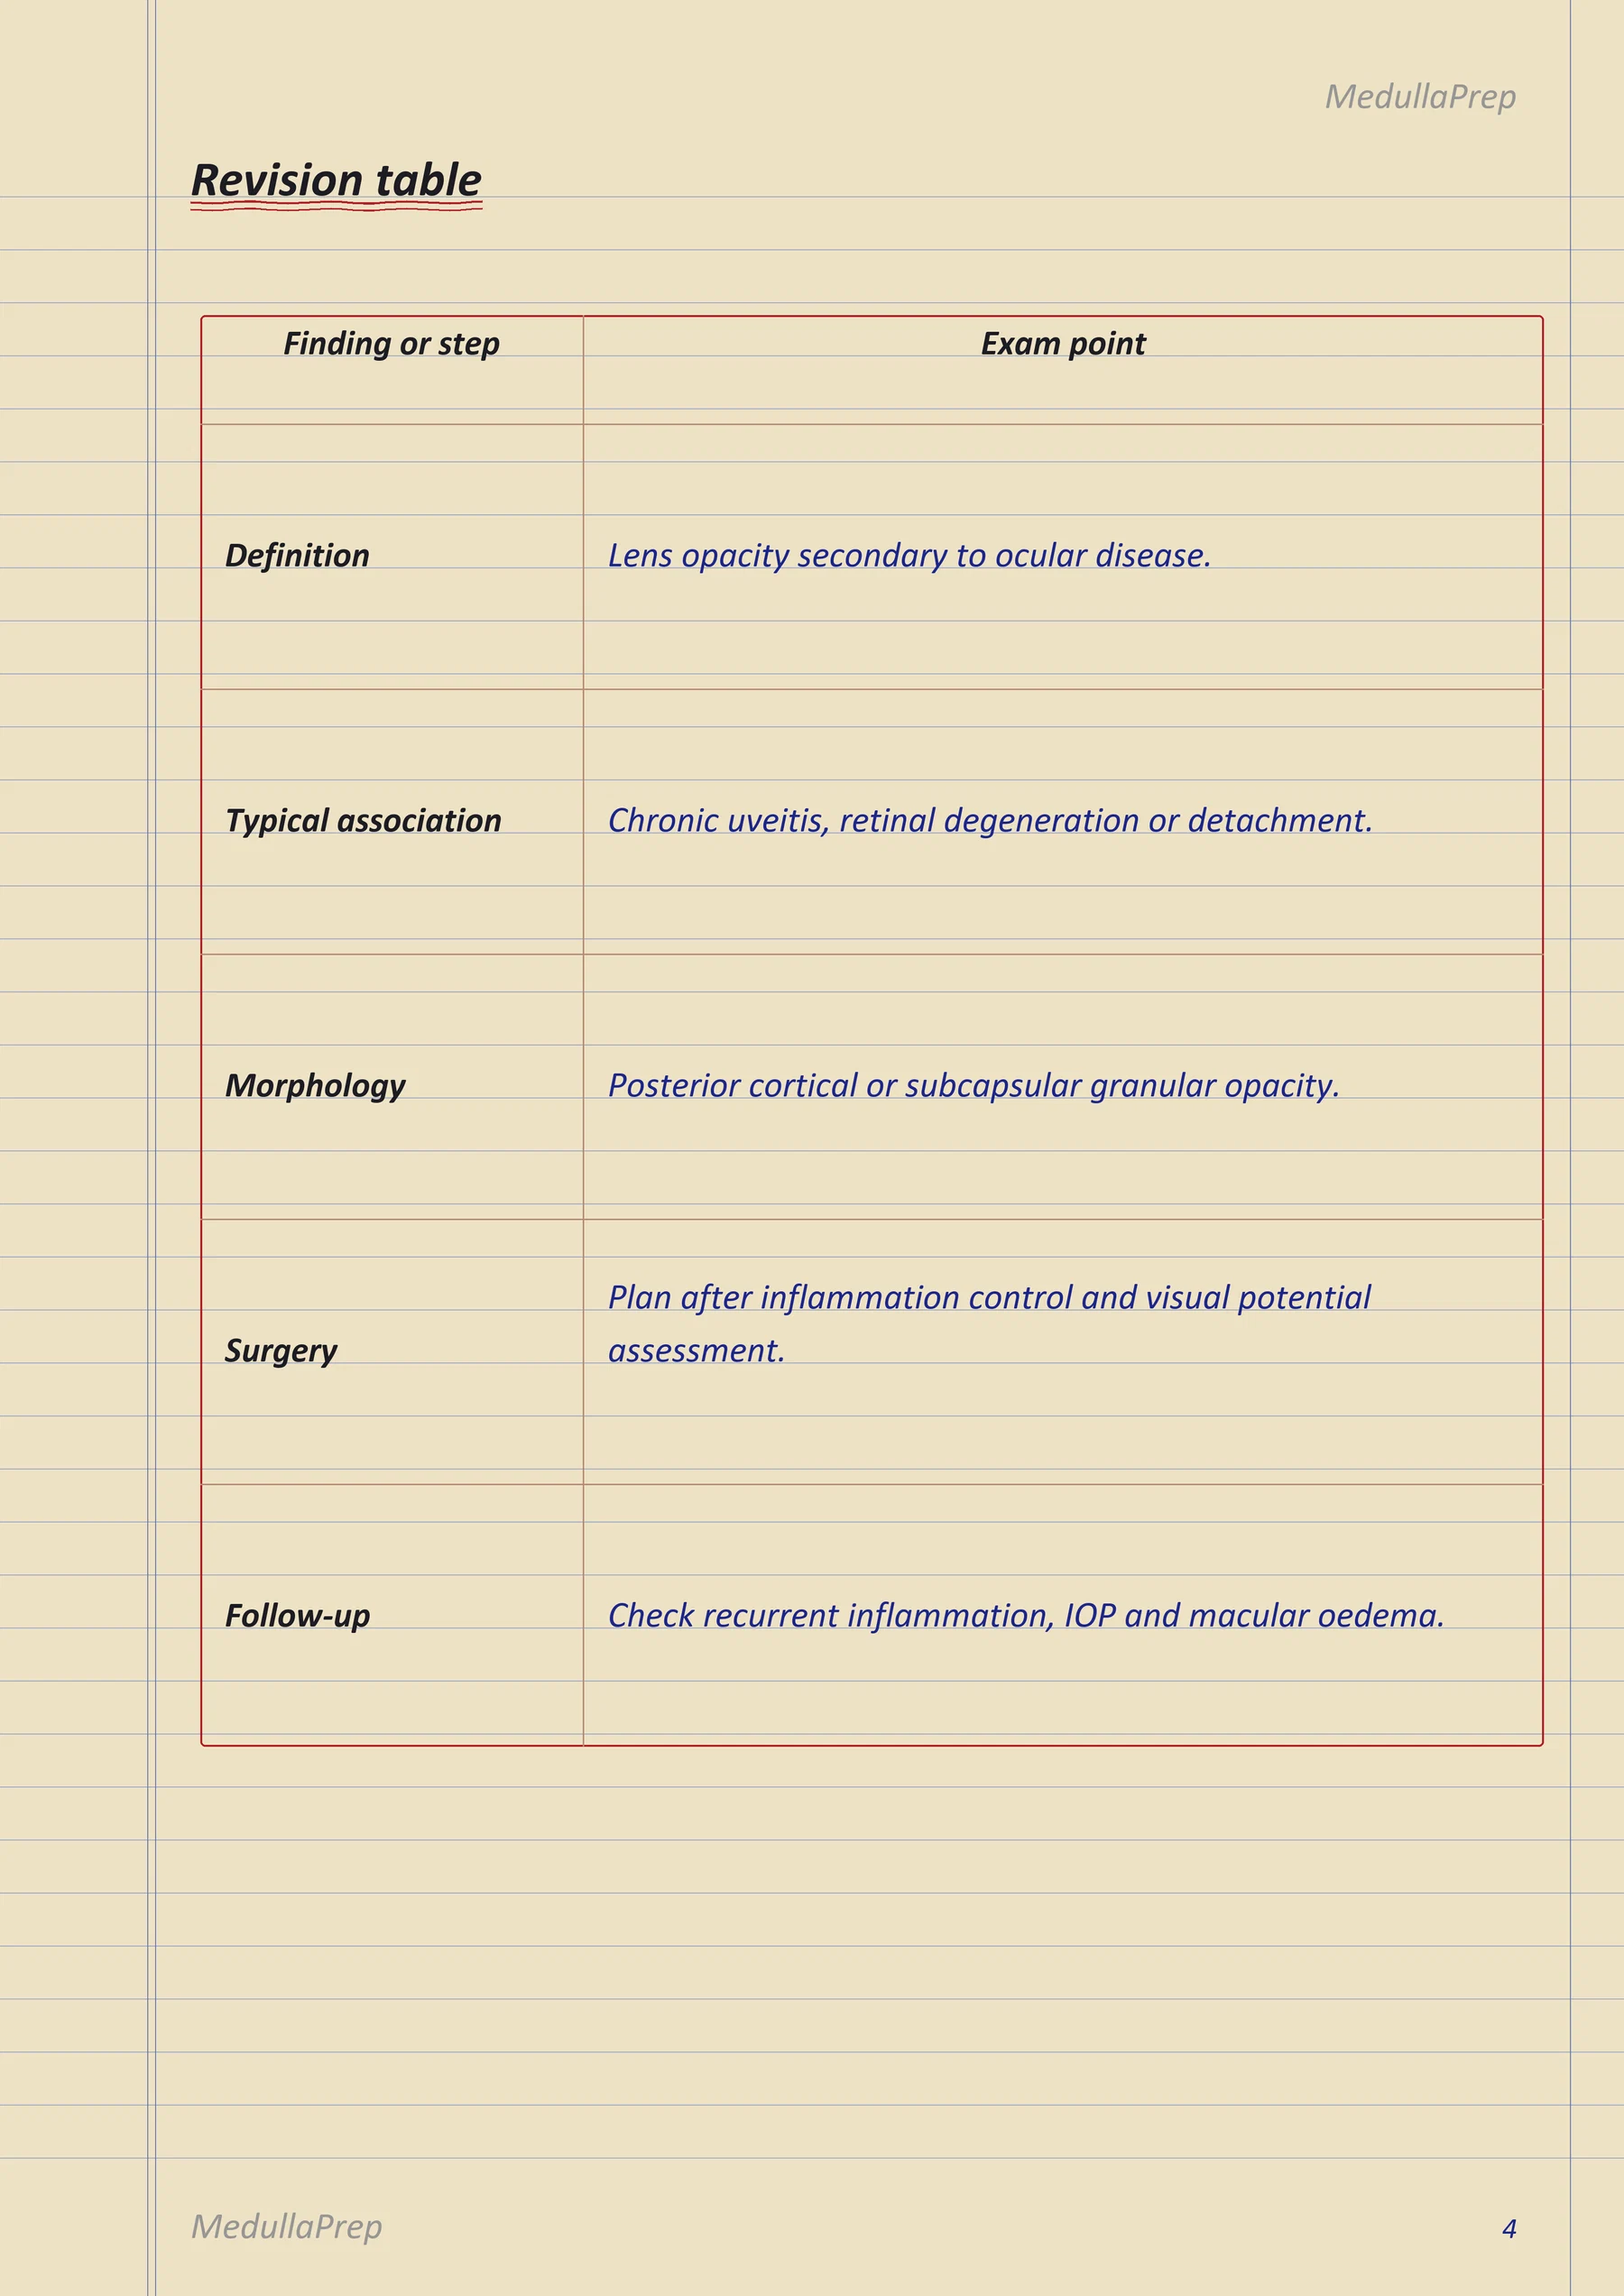 MedullaPrep
Revision table
Finding or step
Exam point
Definition
Lens opacity secondary to ocular disease.
Typical association
Chronic uveitis, retinal degeneration or detachment.
Morphology
Posterior cortical or subcapsular granular opacity.
Surgery
Plan after inflammation control and visual potential
assessment.
Follow-up
Check recurrent inflammation, IOP and macular oedema.
MedullaPrep
4